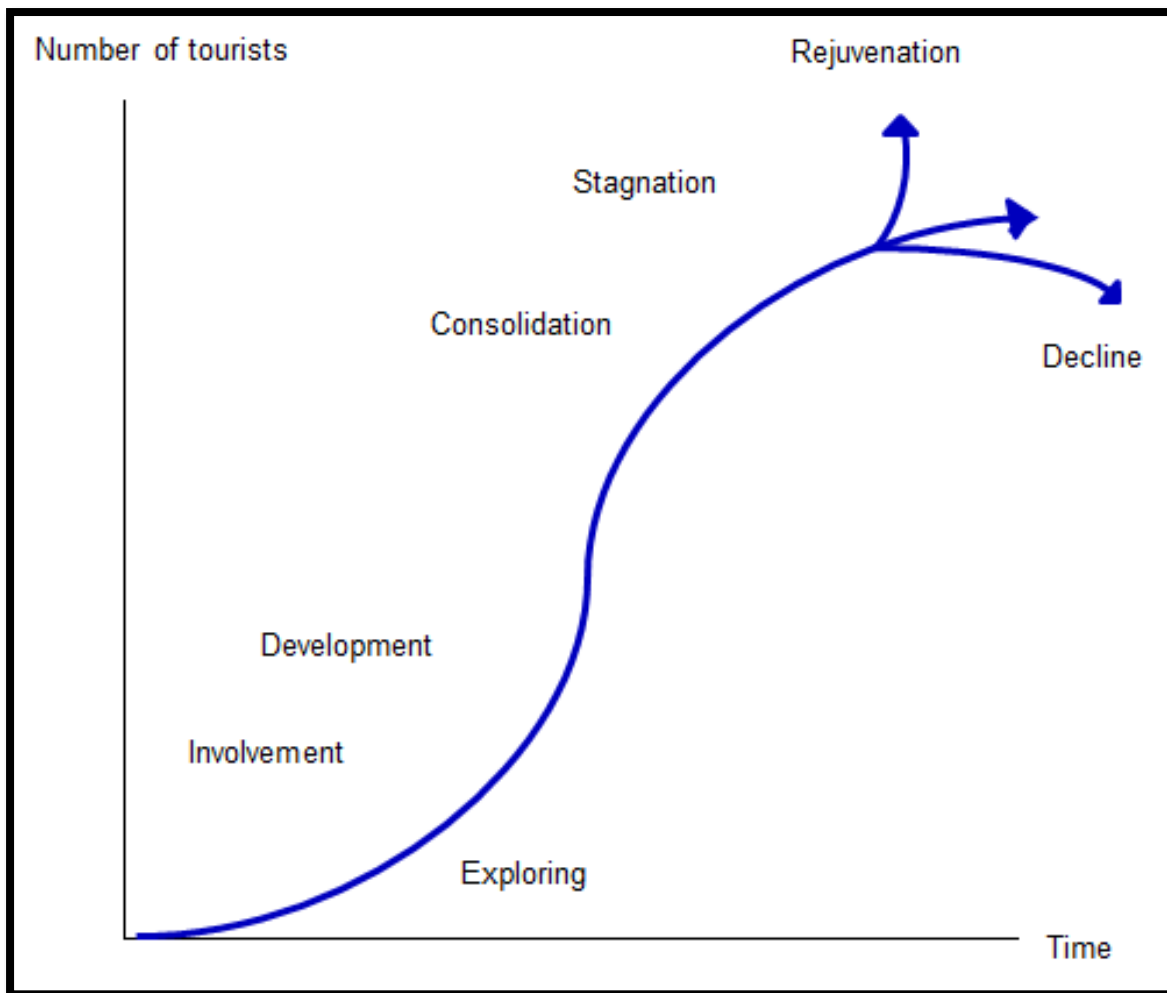 Number of tourists
Rejuvenation
Stagnation
Consolidation
Decline
Development
Involvement
Exploring
Time